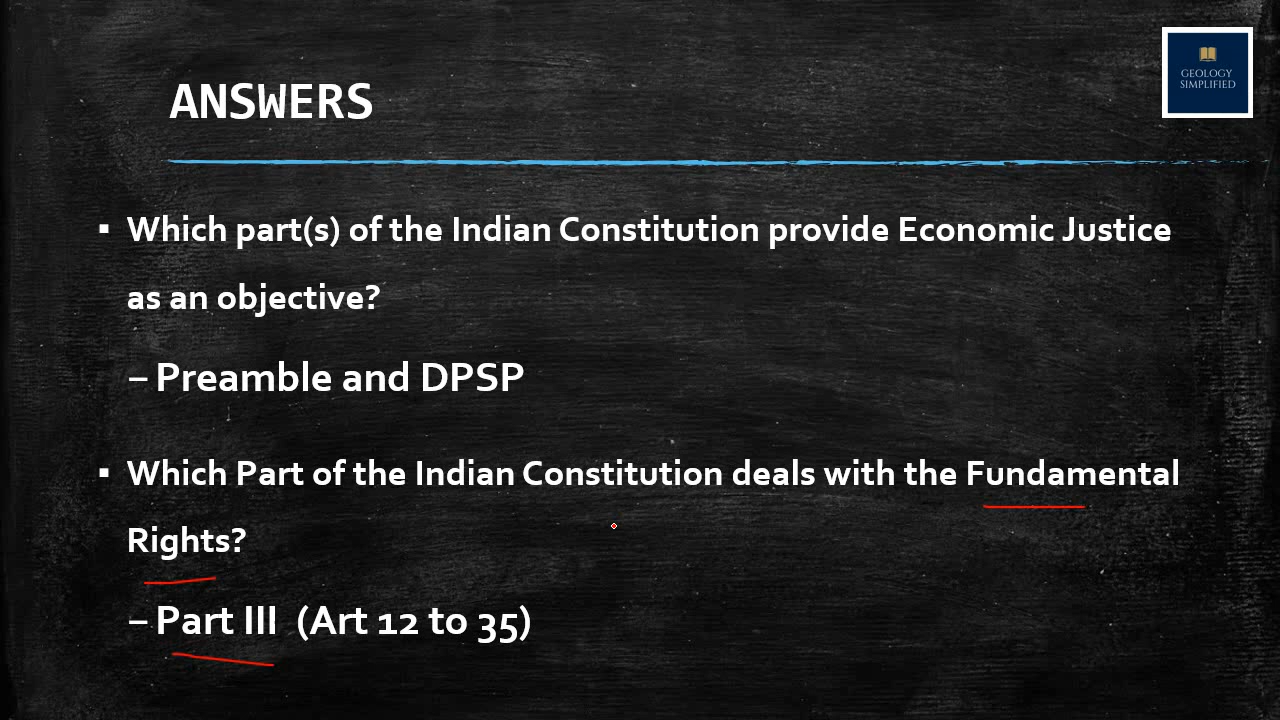 GEOLOGY
SIMPLIFIED
ANSWERS
▪ Which part(s) of the Indian Constitution provide Economic Justice
as an objective?
– Preamble and DPSP
▪ Which Part of the Indian Constitution deals with the Fundamental
Rights?
– Part III (Art 12 to 35)